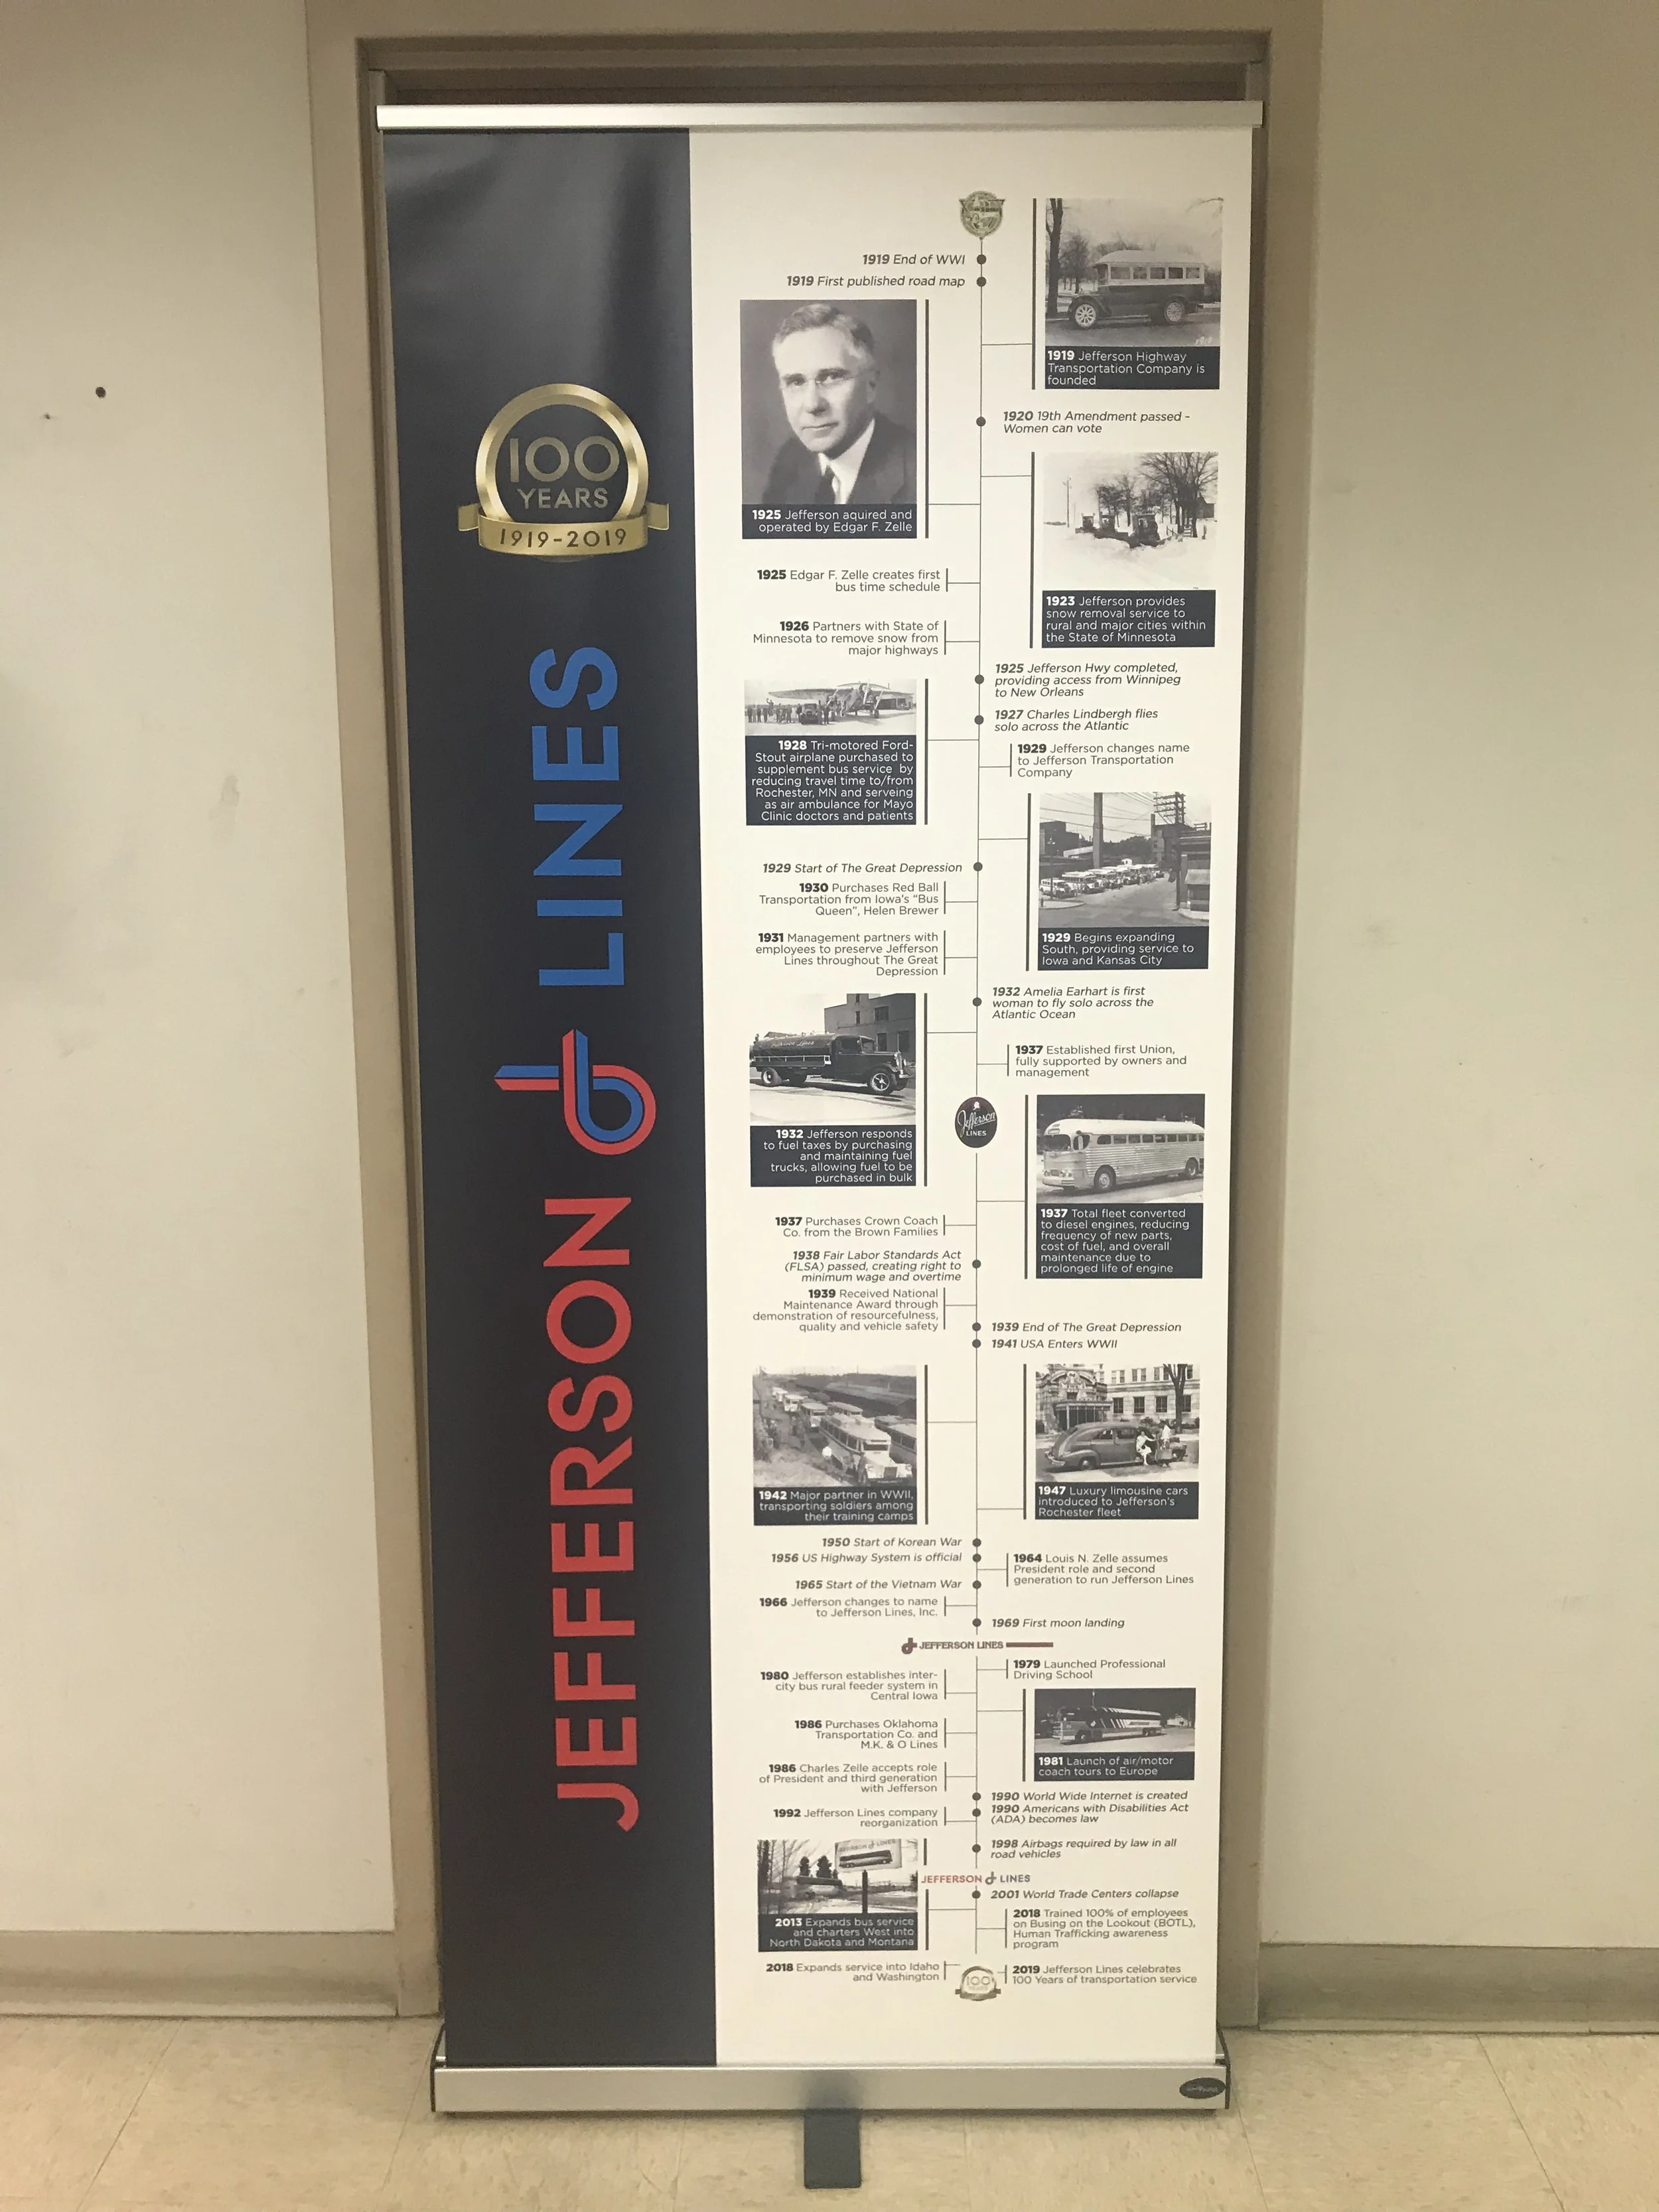 100
YEARS
1919-2019
JEFFERSON LINES
1919 End of WWI
1919 First published road map
1919 Jefferson Highway
Transportation Company is
founded
1920 19th Amendment passed -
Women can vote
1925 Jefferson aquired and
operated by Edgar F. Zelle
1923 Jefferson provides
snow removal service to
rural and major cities within
the State of Minnesota
1925 Edgar F. Zelle creates first
bus time schedule
1926 Partners with State of
Minnesota to remove snow from
major highways
1925 Jefferson Hwy completed,
providing access from Winnipeg
to New Orleans
1927 Charles Lindbergh flies
solo across the Atlantic
1928 Tri-motored Ford-
Stout airplane purchased to
supplement bus service by
reducing travel time to/from
Rochester, MN and serveing
as air ambulance for Mayo
Clinic doctors and patients
1929 Jefferson changes name
to Jefferson Transportation
Company
1929 Start of The Great Depression
1930 Purchases Red Ball
Transportation from Iowa's "Bus
Queen", Helen Brewer
1929 Begins expanding
South, providing service to
Iowa and Kansas City
1931 Management partners with
employees to preserve Jefferson
Lines throughout The Great
Depression
1932 Amelia Earhart is first
woman to fly solo across the
Atlantic Ocean
1937 Established first Union,
fully supported by owners and
management
Jefferson
LINES
1932 Jefferson responds
to fuel taxes by purchasing
and maintaining fuel
trucks, allowing fuel to be
purchased in bulk
1937 Total fleet converted
to diesel engines, reducing
frequency of new parts,
cost of fuel, and overall
maintenance due to
prolonged life of engine
1937 Purchases Crown Coach
Co. from the Brown Families
1938 Fair Labor Standards Act
(FLSA) passed, creating right to
minimum wage and overtime
1939 Received National
Maintenance Award through
demonstration of resourcefulness,
quality and vehicle safety
1939 End of The Great Depression
1941 USA Enters WWII
1942 Major partner in WWII,
transporting soldiers among
their training camps
1947 Luxury limousine cars
introduced to Jefferson's
Rochester fleet
1950 Start of Korean War
1956 US Highway System is official
1964 Louis N. Zelle assumes
President role and second
generation to run Jefferson Lines
1965 Start of the Vietnam War
1966 Jefferson changes to name
to Jefferson Lines, Inc.
1969 First moon landing
JEFFERSON LINES
1979 Launched Professional
Driving School
1980 Jefferson establishes inter-
city bus rural feeder system in
Central Iowa
1986 Purchases Oklahoma
Transportation Co. and
M.K. & O Lines
1981 Launch of air/motor
coach tours to Europe
1986 Charles Zelle accepts role
of President and third generation
with Jefferson
1990 World Wide Internet is created
1990 Americans with Disabilities Act
(ADA) becomes law
1992 Jefferson Lines company
reorganization
1998 Airbags required by law in all
road vehicles
JEFFERSON LINES
JEFFERSON LINES
2001 World Trade Centers collapse
2013 Expands bus service
and charters West into
North Dakota and Montana
2018 Trained 100% of employees
on Busing on the Lookout (BOTL),
Human Trafficking awareness
program
2018 Expands service into Idaho
and Washington
100
2019 Jefferson Lines celebrates
100 Years of transportation service